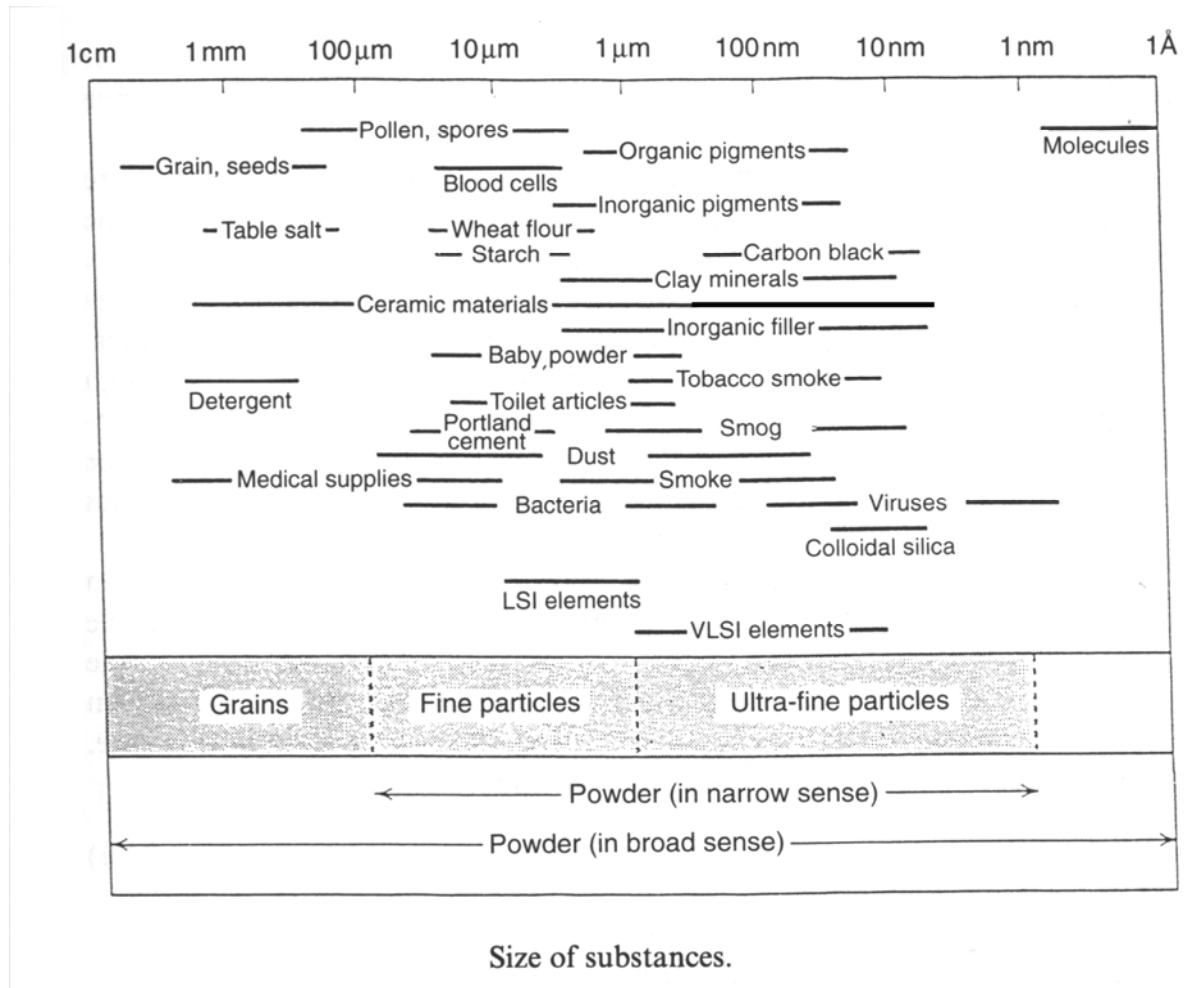 1cm 1mm 100μm 10μm 1μm 100nm 10nm 1nm 1Å
Pollen, spores
Molecules
Organic pigments
Grain, seeds
Blood cells
Inorganic pigments
Table salt
Wheat flour
Starch
Carbon black
Clay minerals
Ceramic materials
Inorganic filler
Baby powder
Tobacco smoke
Detergent
Toilet articles
Portland
cement
Smog
Dust
Medical supplies
Smoke
Bacteria
Viruses
Colloidal silica
LSI elements
VLSI elements
Grains
Fine particles
Ultra-fine particles
Powder (in narrow sense)
Powder (in broad sense)
Size of substances.